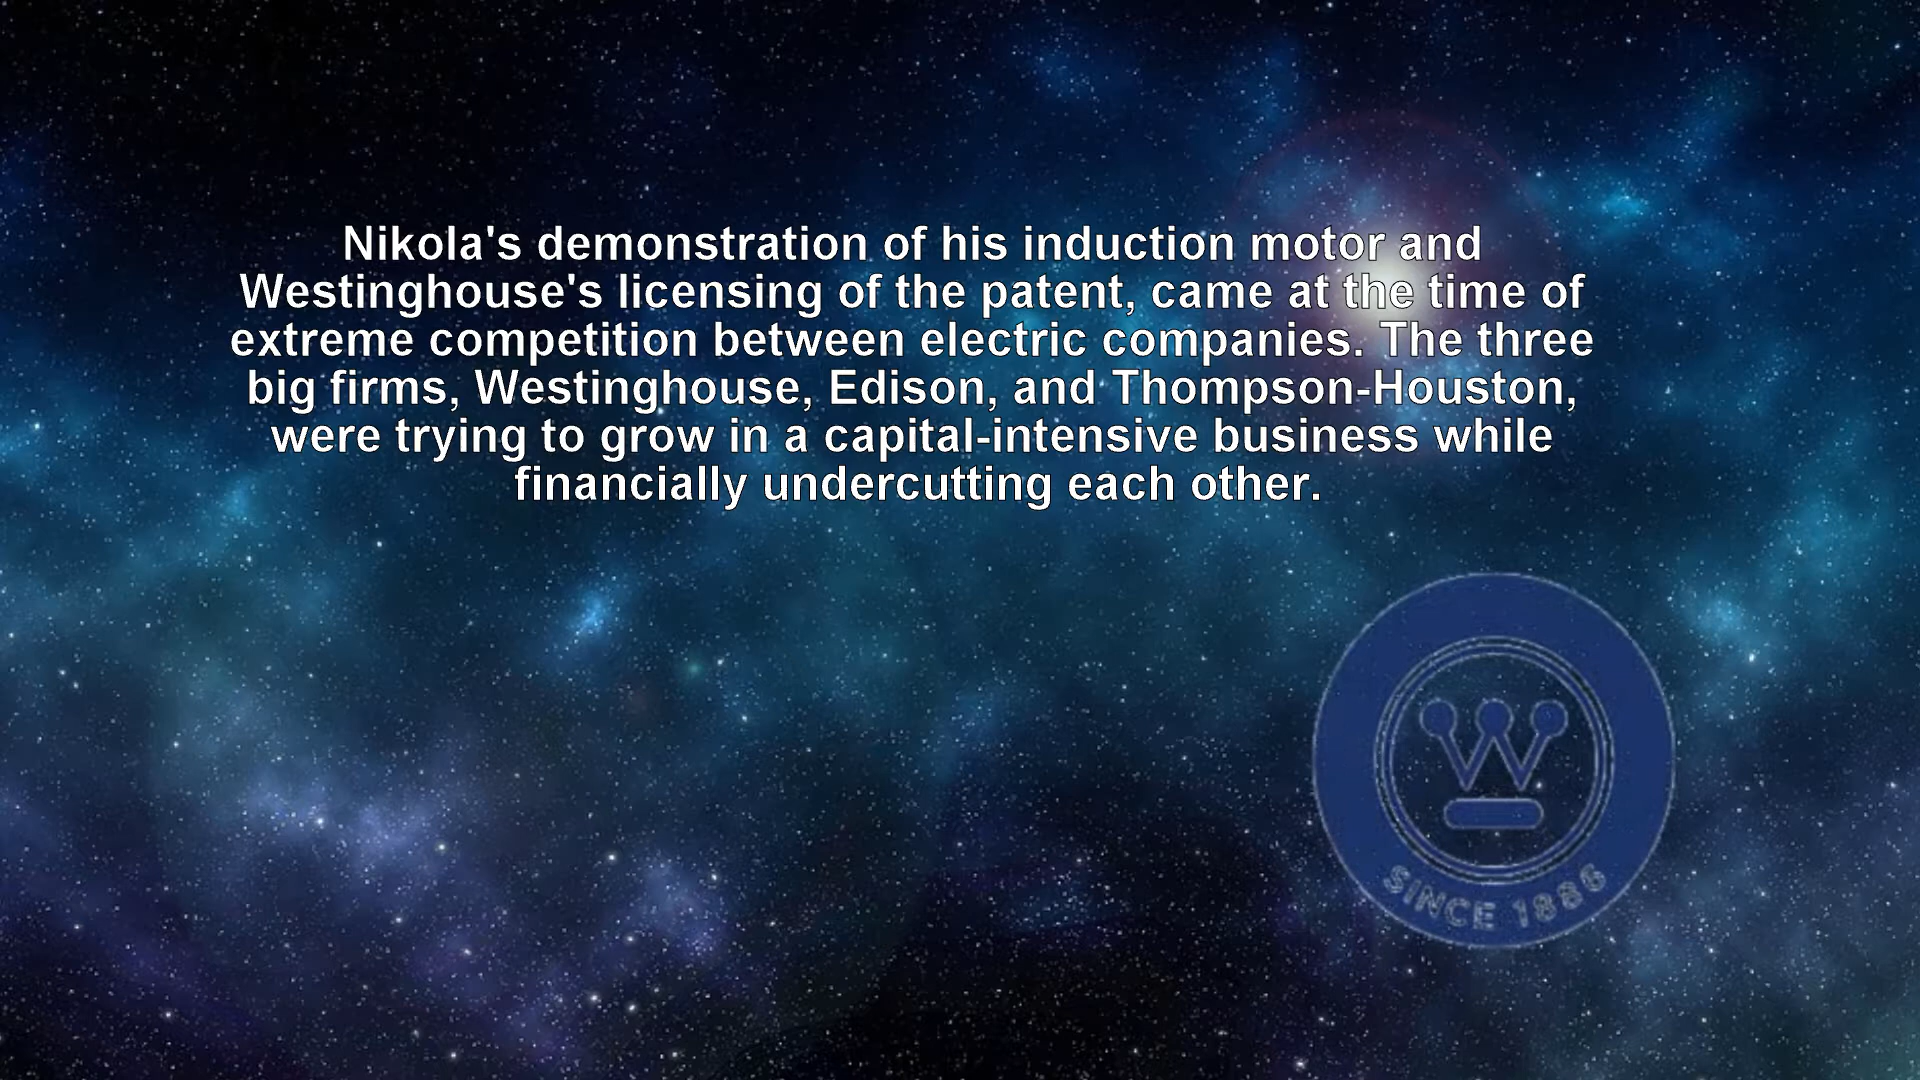 Nikola's demonstration of his induction motor and
Westinghouse's licensing of the patent, came at the time of
extreme competition between electric companies. The three
big firms, Westinghouse, Edison, and Thompson-Houston,
were trying to grow in a capital-intensive business while
financially undercutting each other.
W
SINCE 1886